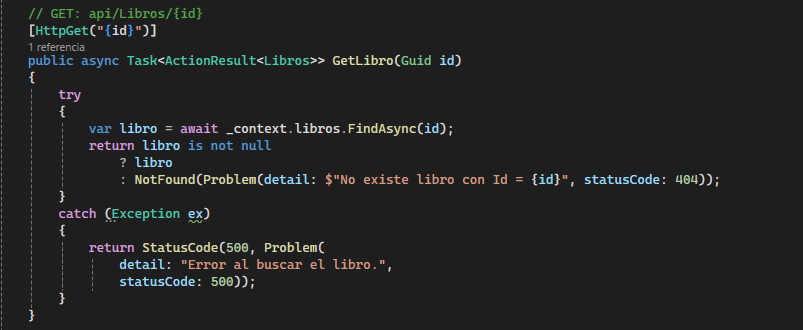 // GET: api/Libros/{id}
[HttpGet("{id}")]
1 referencia
public async Task<ActionResult<Libros>> GetLibro(Guid id)
{
    try
    {
        var libro = await _context.libros.FindAsync(id);
        return libro is not null
            ? libro
            : NotFound(Problem(detail: $"No existe libro con Id = {id}", statusCode: 404));
    }
    catch (Exception ex)
    {
        return StatusCode(500, Problem(
            detail: "Error al buscar el libro.",
            statusCode: 500));
    }
}